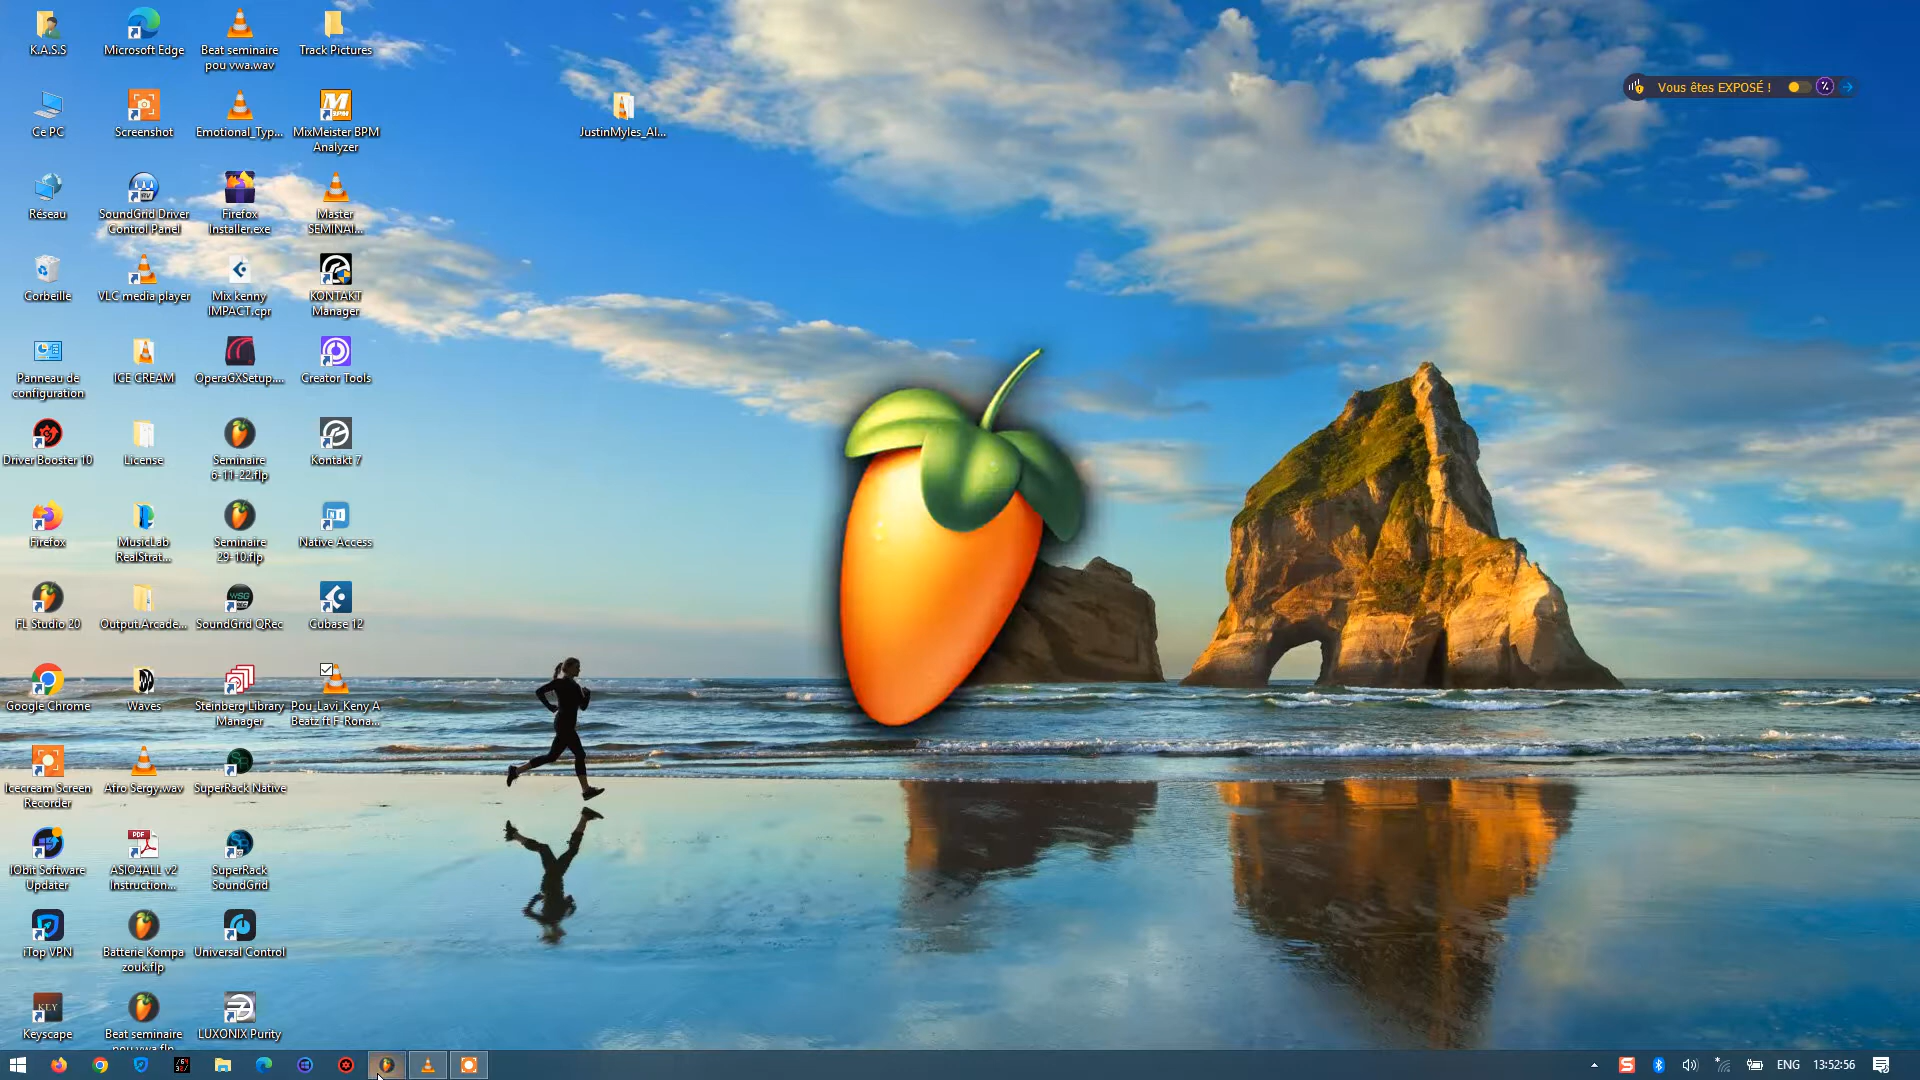 K.A.S.S
Microsoft Edge
Beat seminaire
pou vwa.wav
Track Pictures
Vous êtes EXPOSÉ !
Ce PC
Screenshot
Emotional_Typ...
MixMeister BPM
Analyzer
JustinMyles_Al...
Réseau
SoundGrid Driver
Control Panel
Firefox
Installer.exe
Master
SEMINAI...
Corbeille
VLC media player
Mix kenny
IMPACT.cpr
KONTAKT
Manager
Panneau de
configuration
ICE CREAM
OperaGXSetup....
Creator Tools
Driver Booster 10
License
Seminaire
6-11-22.flp
Kontakt 7
Firefox
MusicLab
RealStrat...
Seminaire
29-10.flp
Native Access
FL Studio 20
Output.Arcade...
SoundGrid QRec
Cubase 12
Google Chrome
Waves
Steinberg Library
Manager
Pou_Lavi_Keny A
Beatz ft F-Rona...
Icecream Screen
Recorder
Afro Sergy.wav
SuperRack Native
IObit Software
Updater
PDF
ASIO4ALL v2
Instruction...
SuperRack
SoundGrid
iTop VPN
Batterie Kompa
zouk.flp
Universal Control
KEY
Keyscape
Beat seminaire
pou vwa.flp
LUXONIX Purity
ENG
13:52:56